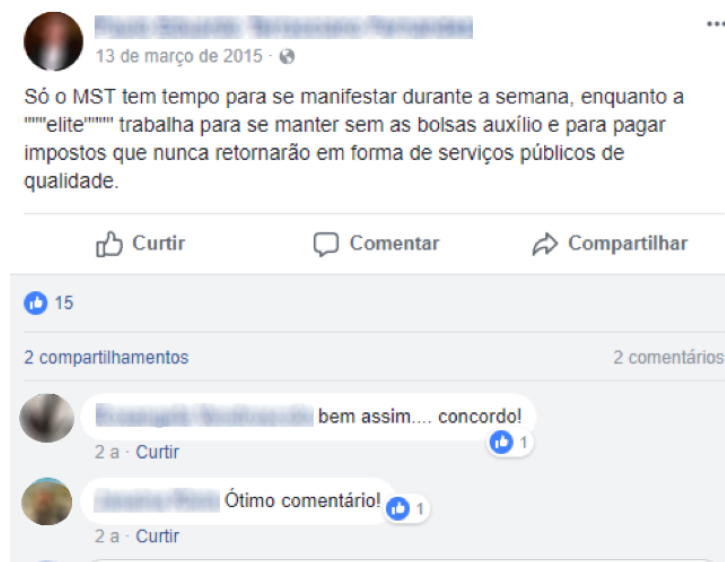 13 de março de 2015
Só o MST tem tempo para se manifestar durante a semana, enquanto a
""""elite"""" trabalha para se manter sem as bolsas auxílio e para pagar
impostos que nunca retornarão em forma de serviços públicos de
qualidade.
Curtir Comentar Compartilhar
15
2 compartilhamentos 2 comentários
bem assim.... concordo!
1
2 a · Curtir
Ótimo comentário!
1
2 a · Curtir